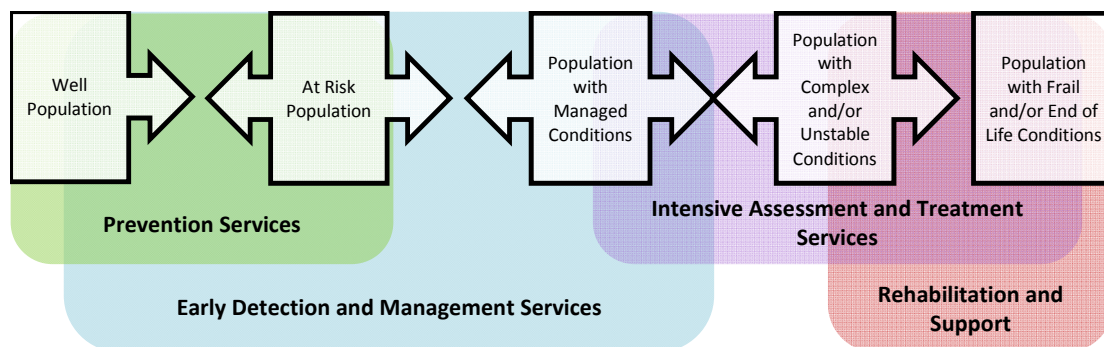 Well
Population
At Risk
Population
Population
with
Managed
Conditions
Population
with
Complex
and/or
Unstable
Conditions
Population
with Frail
and/or End of
Life Conditions
Prevention Services
Intensive Assessment and Treatment
Services
Early Detection and Management Services
Rehabilitation and
Support